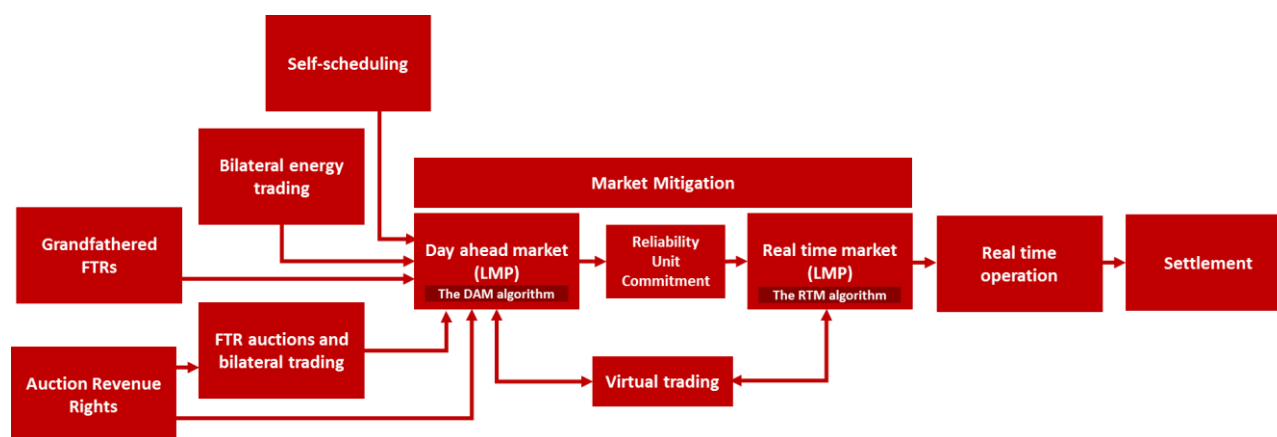 Self-scheduling
Bilateral energy
trading
Market Mitigation
Grandfathered
FTRs
Day ahead market
(LMP)
The DAM algorithm
Reliability
Unit
Commitment
Real time market
(LMP)
The RTM algorithm
Real time
operation
Settlement
FTR auctions and
bilateral trading
Auction Revenue
Rights
Virtual trading